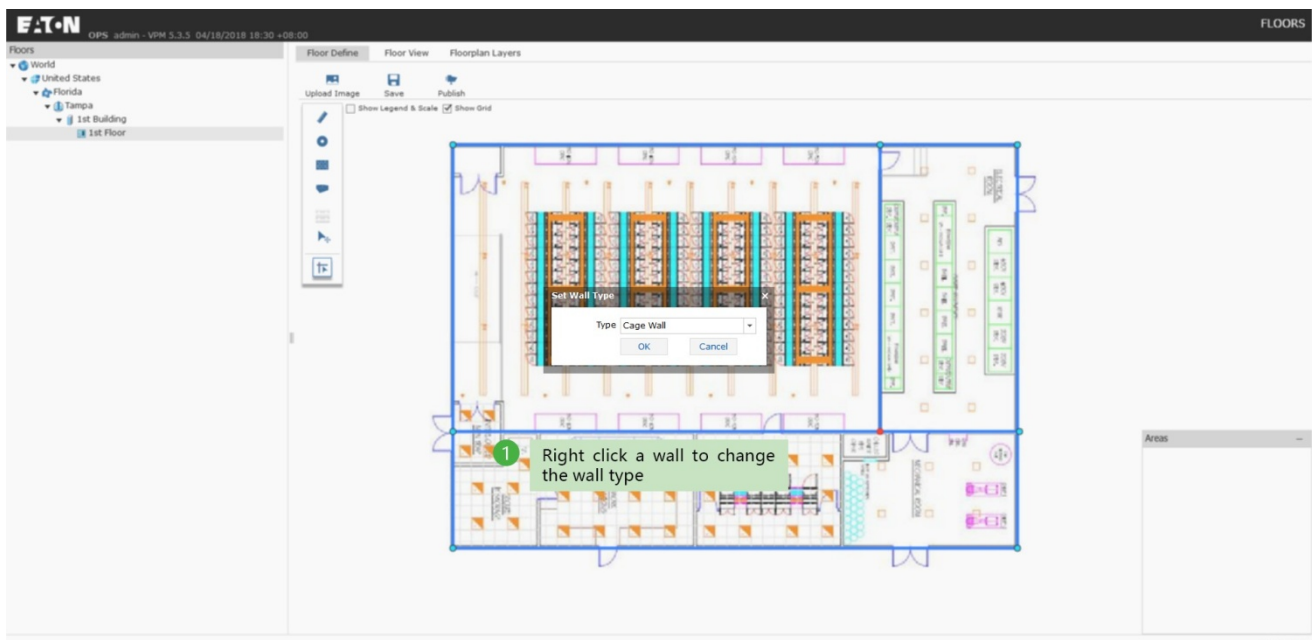 EATON OPS admin - VPM 5.3.5 04/18/2018 18:30 +08:00
FLOORS
Floors
World
United States
Florida
Tampa
1st Building
1st Floor
Floor Define Floor View Floorplan Layers
Upload Image Save Publish
Show Legend & Scale Show Grid
Set Wall Type ×
Type Cage Wall
OK Cancel
1 Right click a wall to change
the wall type
MECHANICAL ROOM
Areas